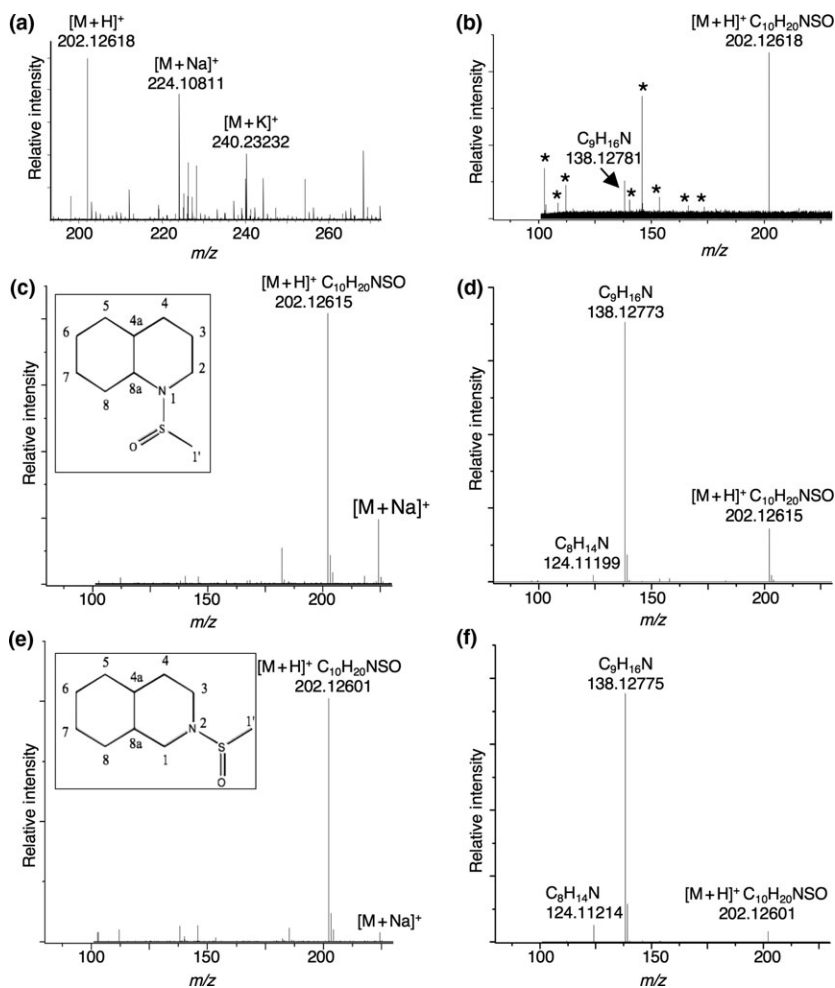 (a)
[M+H]+
202.12618
[M+Na]+
224.10811
[M+K]+
240.23232
Relative intensity
200 220 240 260
m/z
(b)
[M+H]+ C10H20NSO
202.12618
C9H16N
138.12781
* * * * * * * *
Relative intensity
100 150 200
m/z
(c)
[M+H]+ C10H20NSO
202.12615
[M+Na]+
5 4
4a
6 3
7 2
8a N 1
8
S
O 1'
Relative intensity
100 150 200
m/z
(d)
C9H16N
138.12773
[M+H]+ C10H20NSO
202.12615
C8H14N
124.11199
Relative intensity
100 150 200
m/z
(e)
[M+H]+ C10H20NSO
202.12601
[M+Na]+
5 4
4a
6 3
7 N 2 1'
8a S
8 1
O
Relative intensity
100 150 200
m/z
(f)
C9H16N
138.12775
C8H14N
124.11214
[M+H]+ C10H20NSO
202.12601
Relative intensity
100 150 200
m/z